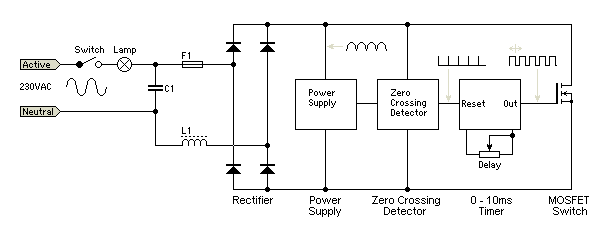 Active
Switch
Lamp
F1
230VAC
C1
Neutral
L1
Power
Supply
Zero
Crossing
Detector
Reset
Out
Delay
Rectifier
Power
Supply
Zero Crossing
Detector
0 - 10ms
Timer
MOSFET
Switch